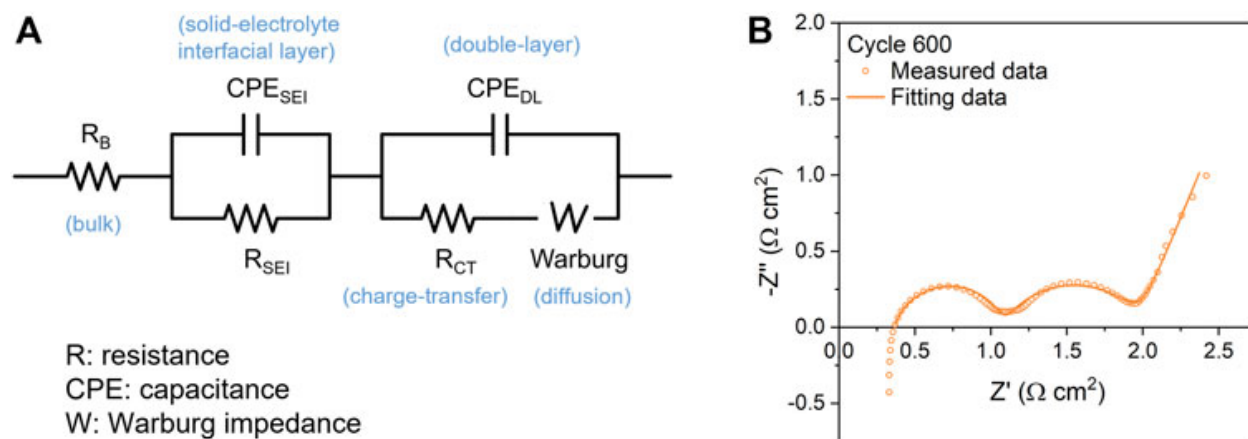 A
(solid-electrolyte
interfacial layer)
(double-layer)
CPE_SEI
CPE_DL
R_B
(bulk)
R_SEI
R_CT
Warburg
(charge-transfer)
(diffusion)
R: resistance
CPE: capacitance
W: Warburg impedance
B
Cycle 600
Measured data
Fitting data
-Z" (Ω cm²)
2.0
1.5
1.0
0.5
0.0
-0.5
0
0.5
1.0
1.5
2.0
2.5
Z' (Ω cm²)